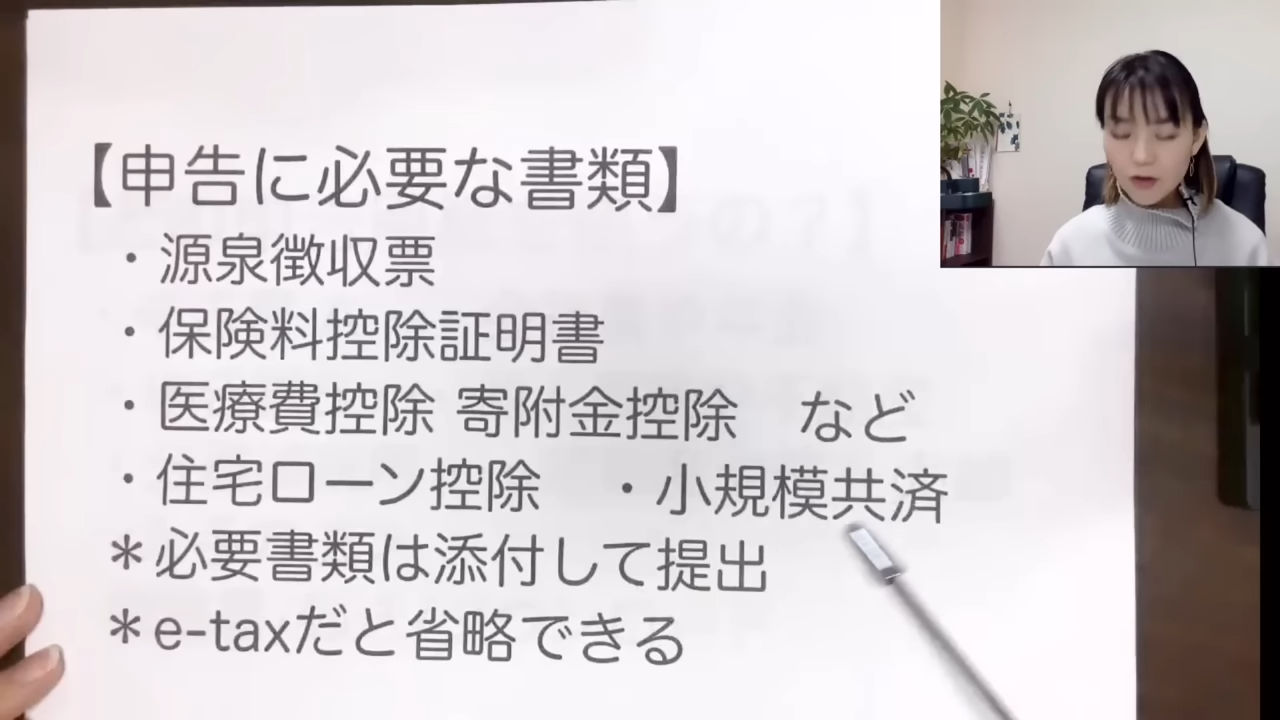 【申告に必要な書類】
・源泉徴収票
・保険料控除証明書
・医療費控除 寄附金控除　など
・住宅ローン控除　・小規模共済
＊必要書類は添付して提出
＊e-taxだと省略できる